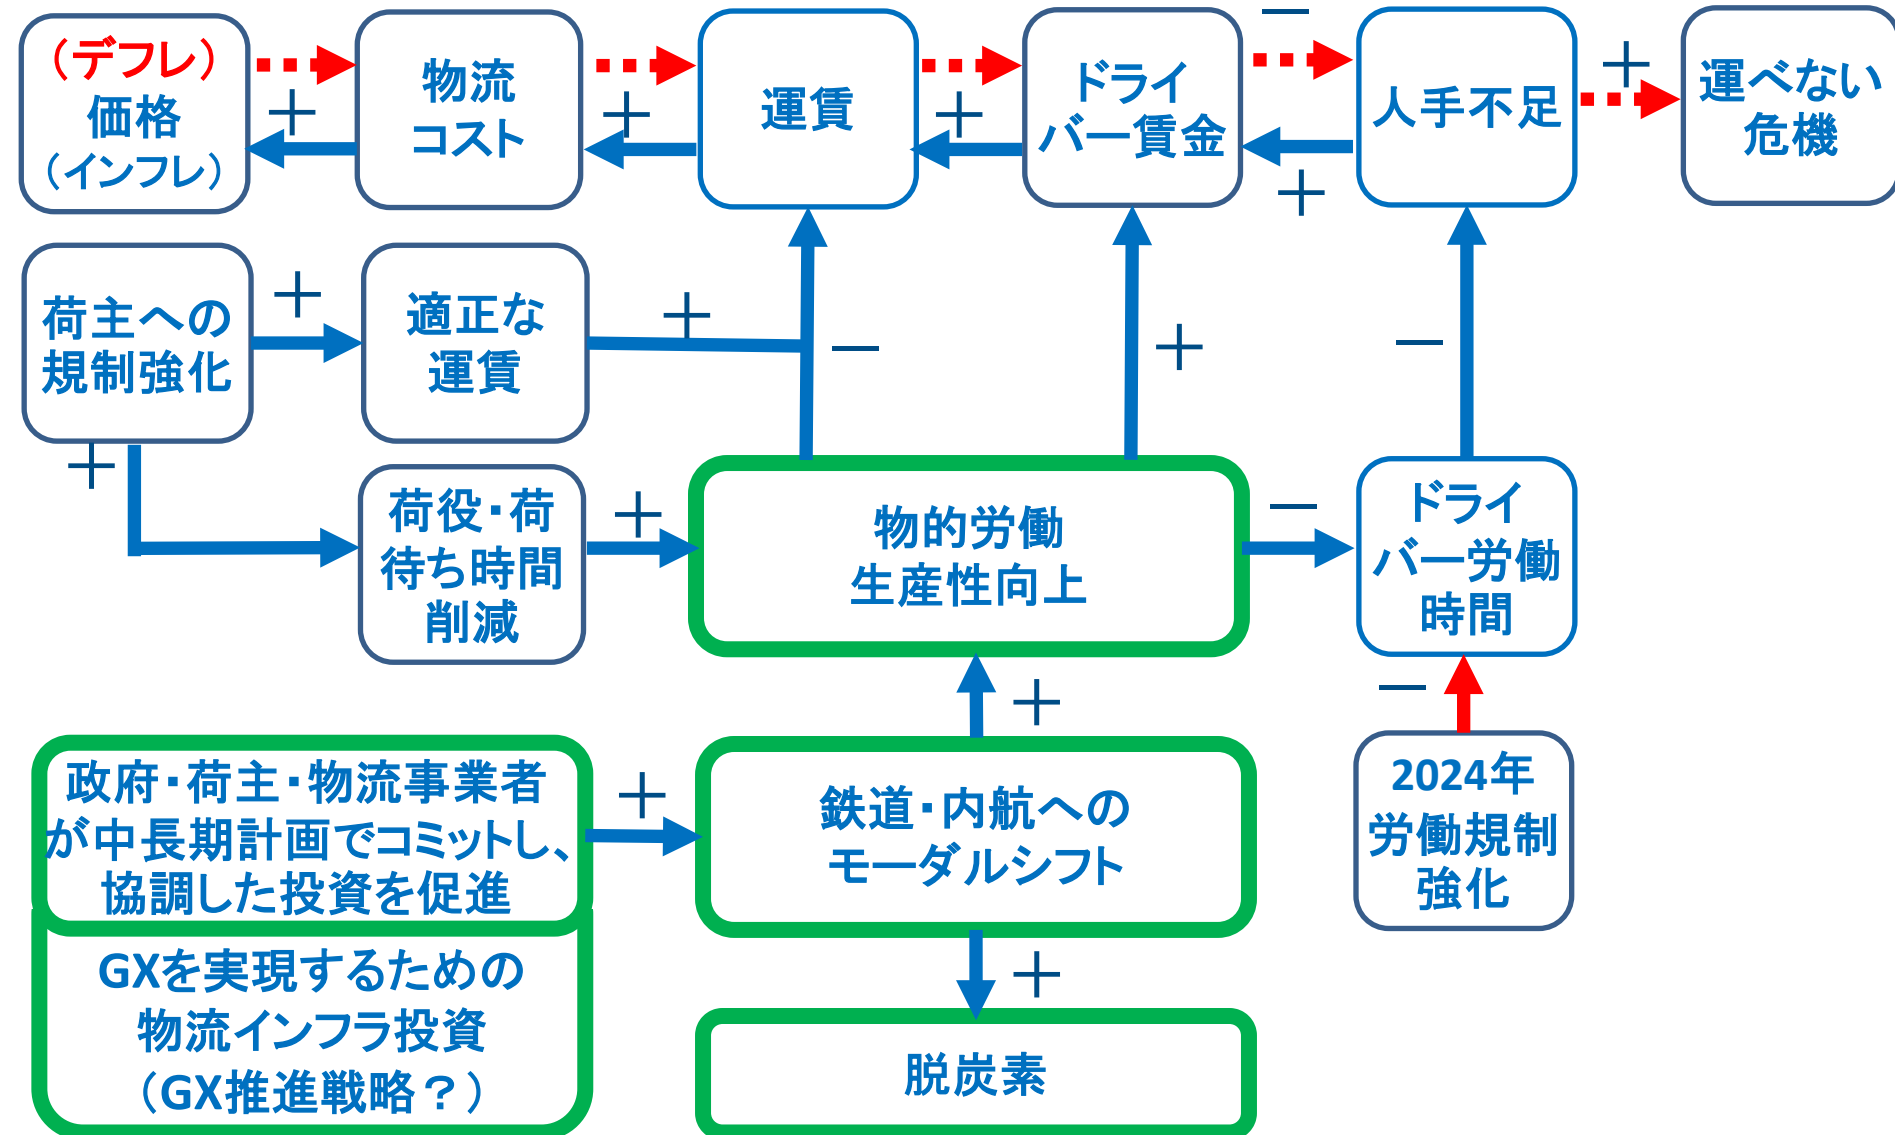 （デフレ）
価格
（インフレ）
＋
物流
コスト
＋
運賃
＋
ドライ
バー賃金
－
＋
人手不足
＋
運べない
危機
荷主への
規制強化
＋
適正な
運賃
＋
－
＋
－
＋
荷役・荷
待ち時間
削減
＋
物的労働
生産性向上
－
ドライ
バー労働
時間
＋
－
政府・荷主・物流事業者
が中長期計画でコミットし、
協調した投資を促進
＋
鉄道・内航への
モーダルシフト
2024年
労働規制
強化
GXを実現するための
物流インフラ投資
（GX推進戦略？）
＋
脱炭素